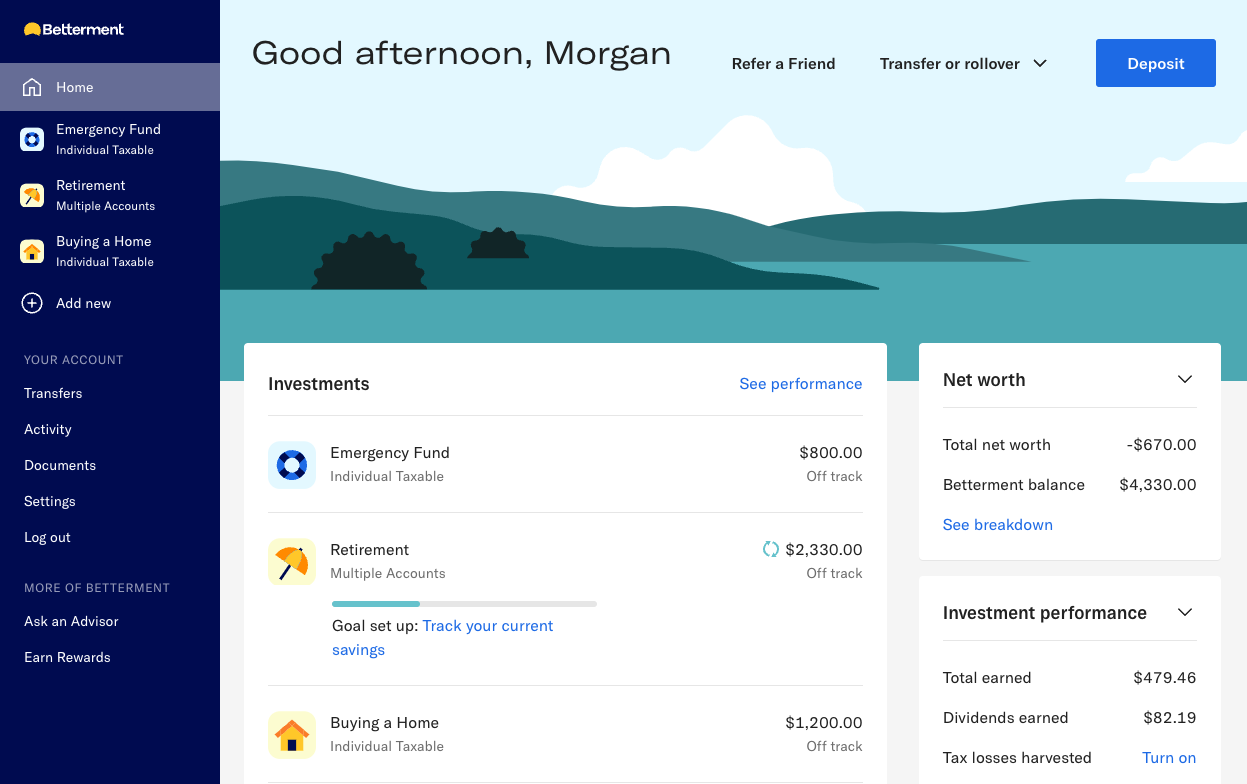 Betterment
Home
Emergency Fund
Individual Taxable
Retirement
Multiple Accounts
Buying a Home
Individual Taxable
Add new
YOUR ACCOUNT
Transfers
Activity
Documents
Settings
Log out
MORE OF BETTERMENT
Ask an Advisor
Earn Rewards
Good afternoon, Morgan
Refer a Friend
Transfer or rollover
Deposit
Investments
See performance
Emergency Fund
$800.00
Individual Taxable
Off track
Retirement
$2,330.00
Multiple Accounts
Off track
Goal set up: Track your current
savings
Buying a Home
$1,200.00
Individual Taxable
Off track
Net worth
Total net worth
-$670.00
Betterment balance
$4,330.00
See breakdown
Investment performance
Total earned
$479.46
Dividends earned
$82.19
Tax losses harvested
Turn on